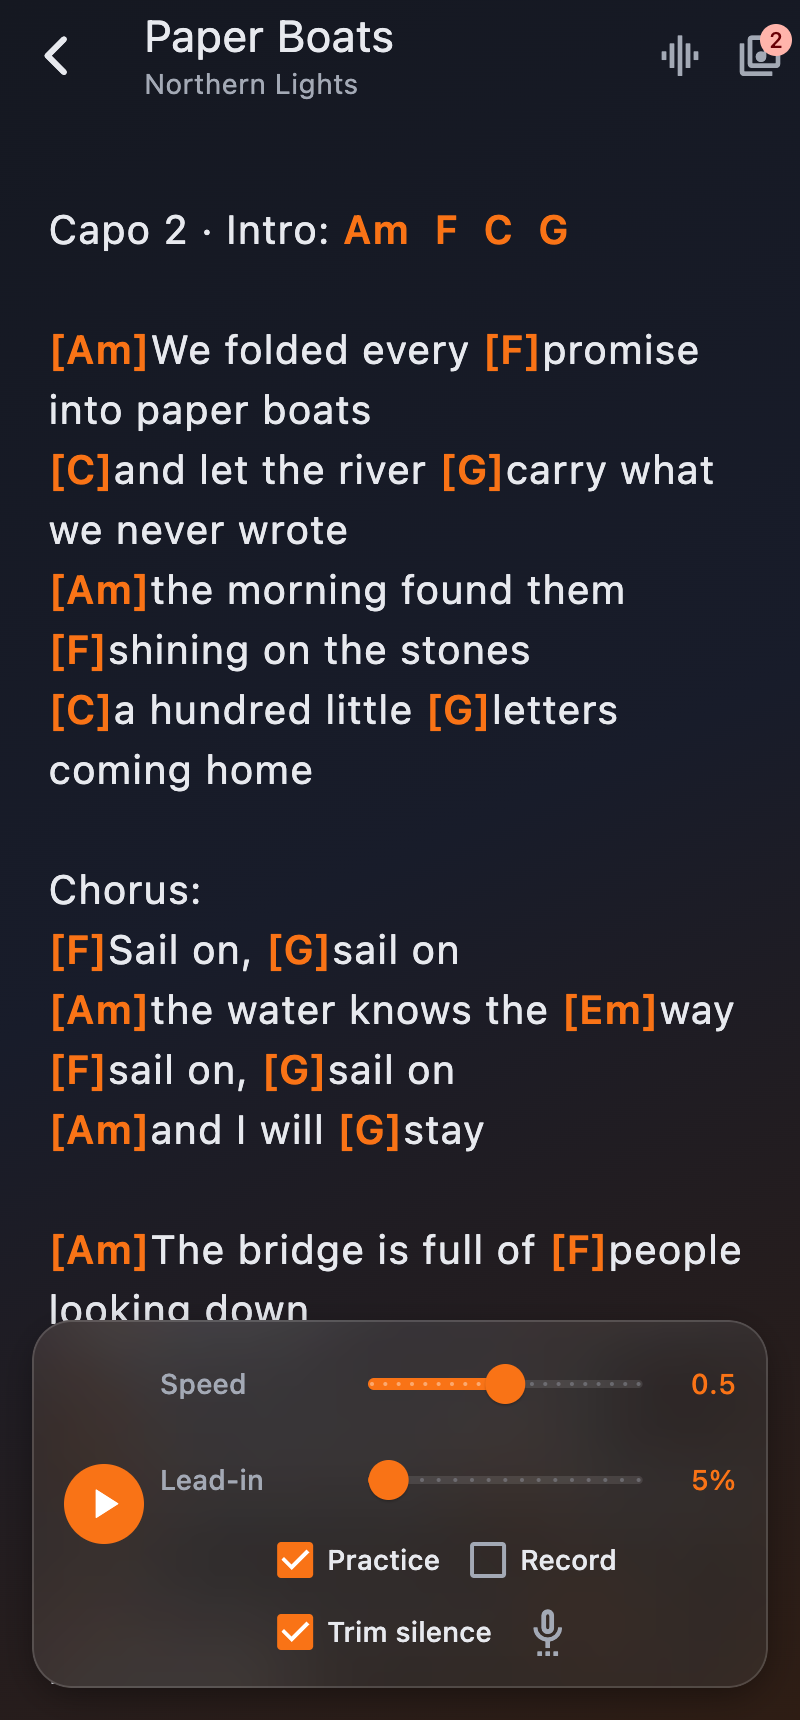 Paper Boats
Northern Lights
2
Capo 2 · Intro: Am F C G
[Am]We folded every [F]promise
into paper boats
[C]and let the river [G]carry what
we never wrote
[Am]the morning found them
[F]shining on the stones
[C]a hundred little [G]letters
coming home
Chorus:
[F]Sail on, [G]sail on
[Am]the water knows the [Em]way
[F]sail on, [G]sail on
[Am]and I will [G]stay
[Am]The bridge is full of [F]people
looking down
Speed 0.5
Lead-in 5%
Practice Record
Trim silence